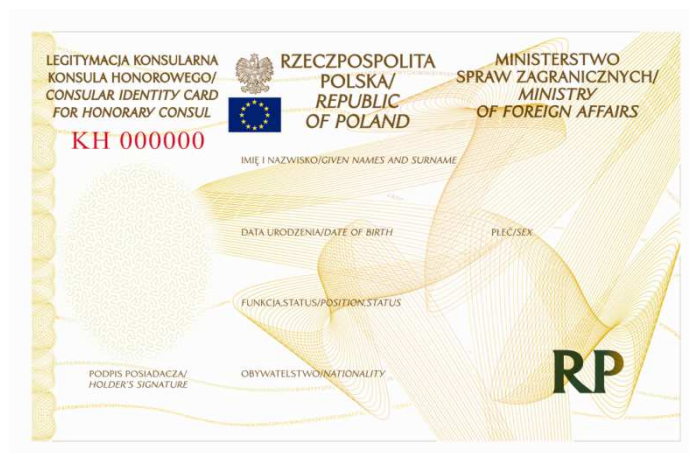 LEGITYMACJA KONSULARNA
KONSULA HONOROWEGO/
CONSULAR IDENTITY CARD
FOR HONORARY CONSUL
KH 000000
RZECZPOSPOLITA
POLSKA/
REPUBLIC
OF POLAND
MINISTERSTWO
SPRAW ZAGRANICZNYCH/
MINISTRY
OF FOREIGN AFFAIRS
IMIĘ I NAZWISKO/GIVEN NAMES AND SURNAME
DATA URODZENIA/DATE OF BIRTH
PŁEĆ/SEX
FUNKCJA,STATUS/POSITION,STATUS
PODPIS POSIADACZA/
HOLDER'S SIGNATURE
OBYWATELSTWO/NATIONALITY
RP